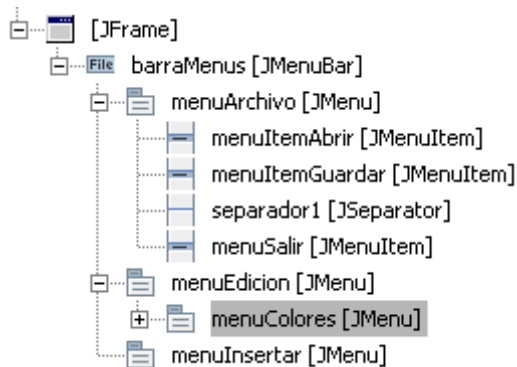 [JFrame]
File barraMenus [JMenuBar]
menuArchivo [JMenu]
menuItemAbrir [JMenuItem]
menuItemGuardar [JMenuItem]
separador1 [JSeparator]
menuSalir [JMenuItem]
menuEdicion [JMenu]
menuColores [JMenu]
menuInsertar [JMenu]